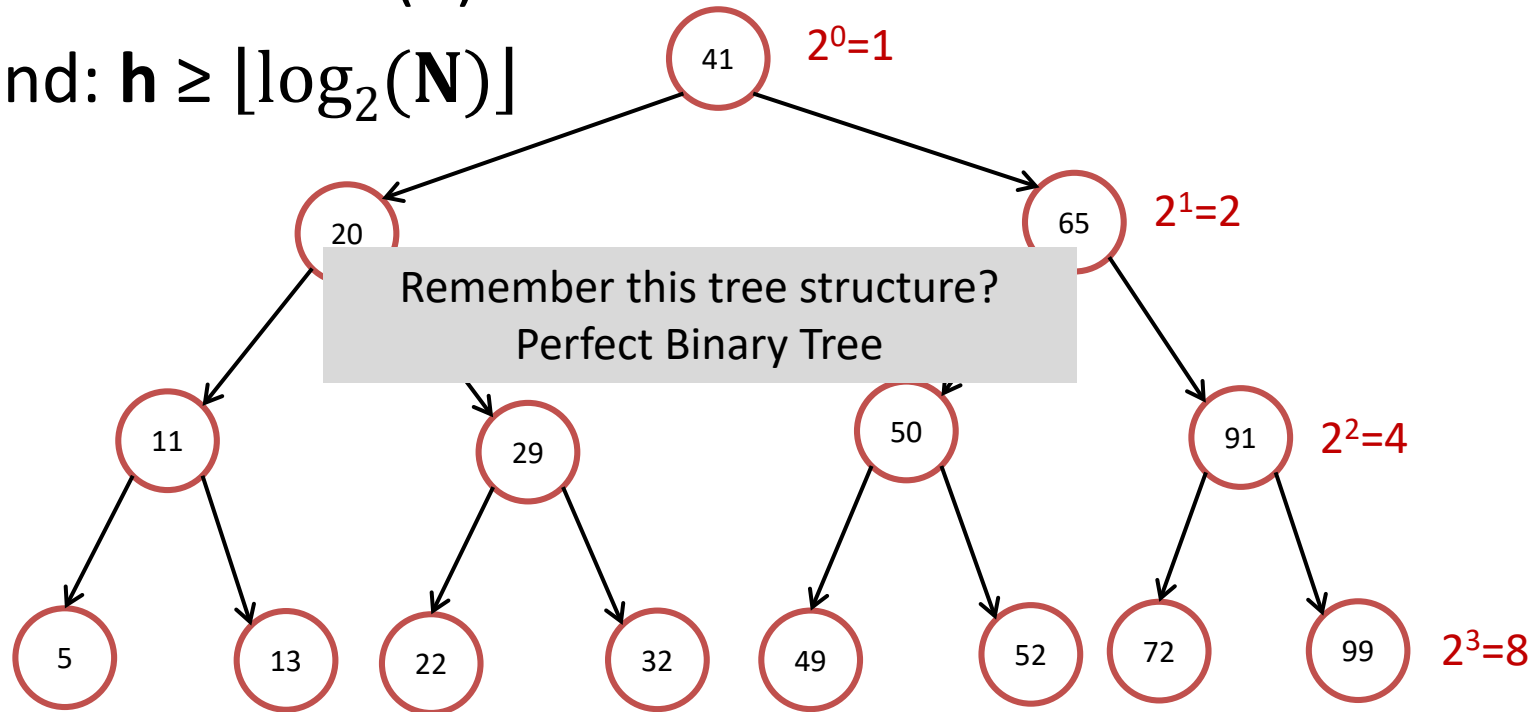 nd: h ≥ ⌊log₂(N)⌋
41 2⁰=1
20 65 2¹=2
Remember this tree structure?
Perfect Binary Tree
11 29 50 91 2²=4
5 13 22 32 49 52 72 99 2³=8